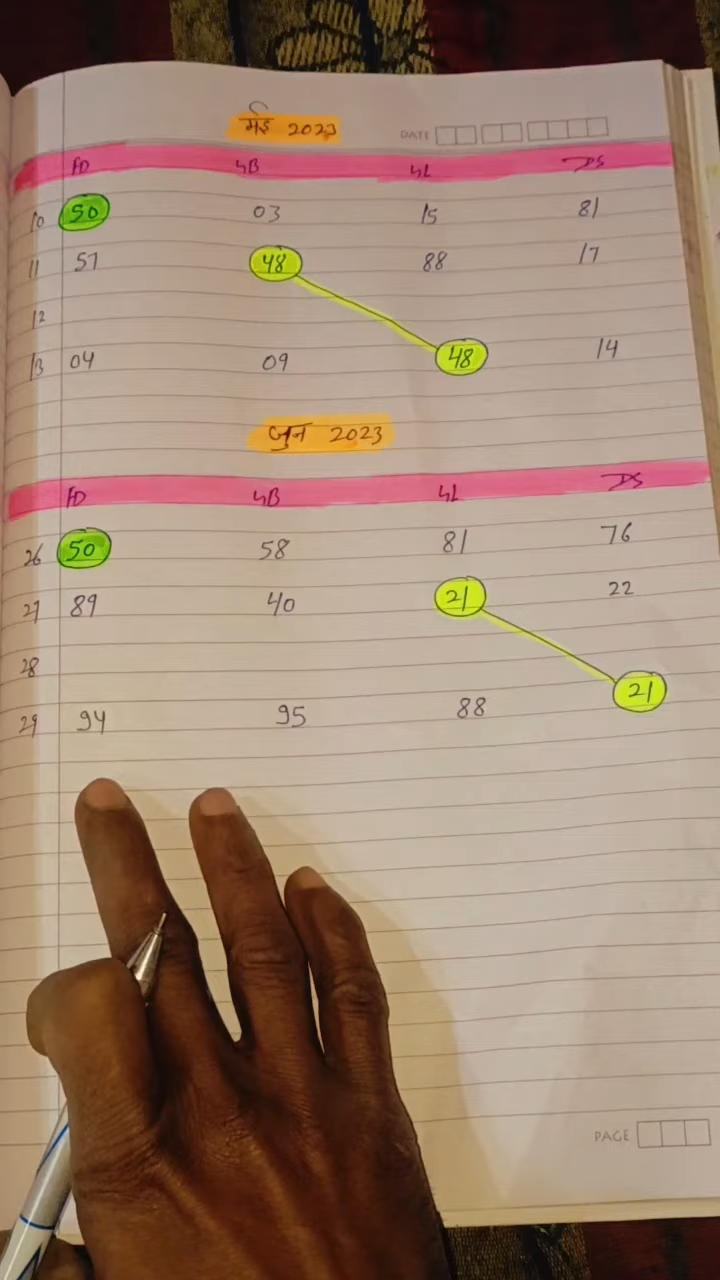 मई 2023
DATE
FD GB GL DS
10 50 03 15 81
11 57 48 88 17
12
13 04 09 48 14
जुन 2023
FD GB GL DS
26 50 58 81 76
27 89 40 21 22
28
29 94 95 88 21
PAGE